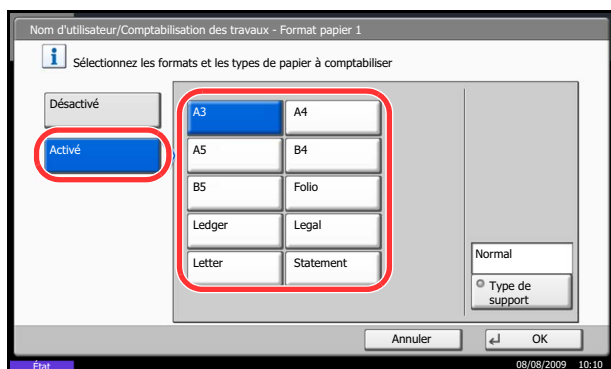 Nom d'utilisateur/Comptabilisation des travaux - Format papier 1
Sélectionnez les formats et les types de papier à comptabiliser
Désactivé
Activé
A3
A4
A5
B4
B5
Folio
Ledger
Legal
Letter
Statement
Normal
Type de
support
Annuler
OK
État
08/08/2009 10:10